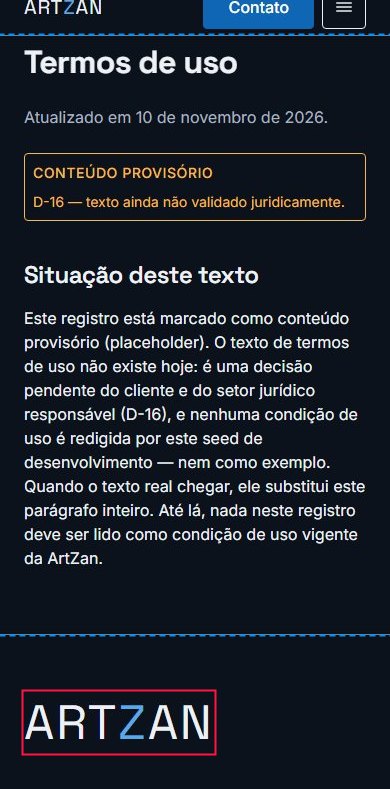 ARTZAN
Contato
Termos de uso
Atualizado em 10 de novembro de 2026.
CONTEÚDO PROVISÓRIO
D-16 — texto ainda não validado juridicamente.
Situação deste texto
Este registro está marcado como conteúdo
provisório (placeholder). O texto de termos
de uso não existe hoje: é uma decisão
pendente do cliente e do setor jurídico
responsável (D-16), e nenhuma condição de
uso é redigida por este seed de
desenvolvimento — nem como exemplo.
Quando o texto real chegar, ele substitui este
parágrafo inteiro. Até lá, nada neste registro
deve ser lido como condição de uso vigente
da ArtZan.
ARTZAN